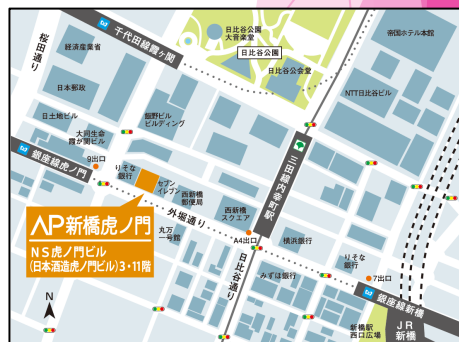 千代田線霞ヶ関
日比谷公園
大音楽堂
日比谷公園
日比谷公会堂
帝国ホテル本館
桜田通り
経済産業省
日本郵政
日土地ビル
大同生命
霞が関ビル
飯野ビル
ビルディング
NTT日比谷ビル
三田線内幸町駅
銀座線虎ノ門
9出口
りそな
銀行
セブン
イレブン
西新橋
郵便局
西新橋
スクエア
外堀通り
丸万
一号館
A4出口
横浜銀行
日比谷通り
みずほ銀行
りそな
銀行
7出口
銀座線新橋
新橋駅
西口広場
JR
新橋
AP新橋虎ノ門
NS虎ノ門ビル
(日本酒造虎ノ門ビル)3・11階
N